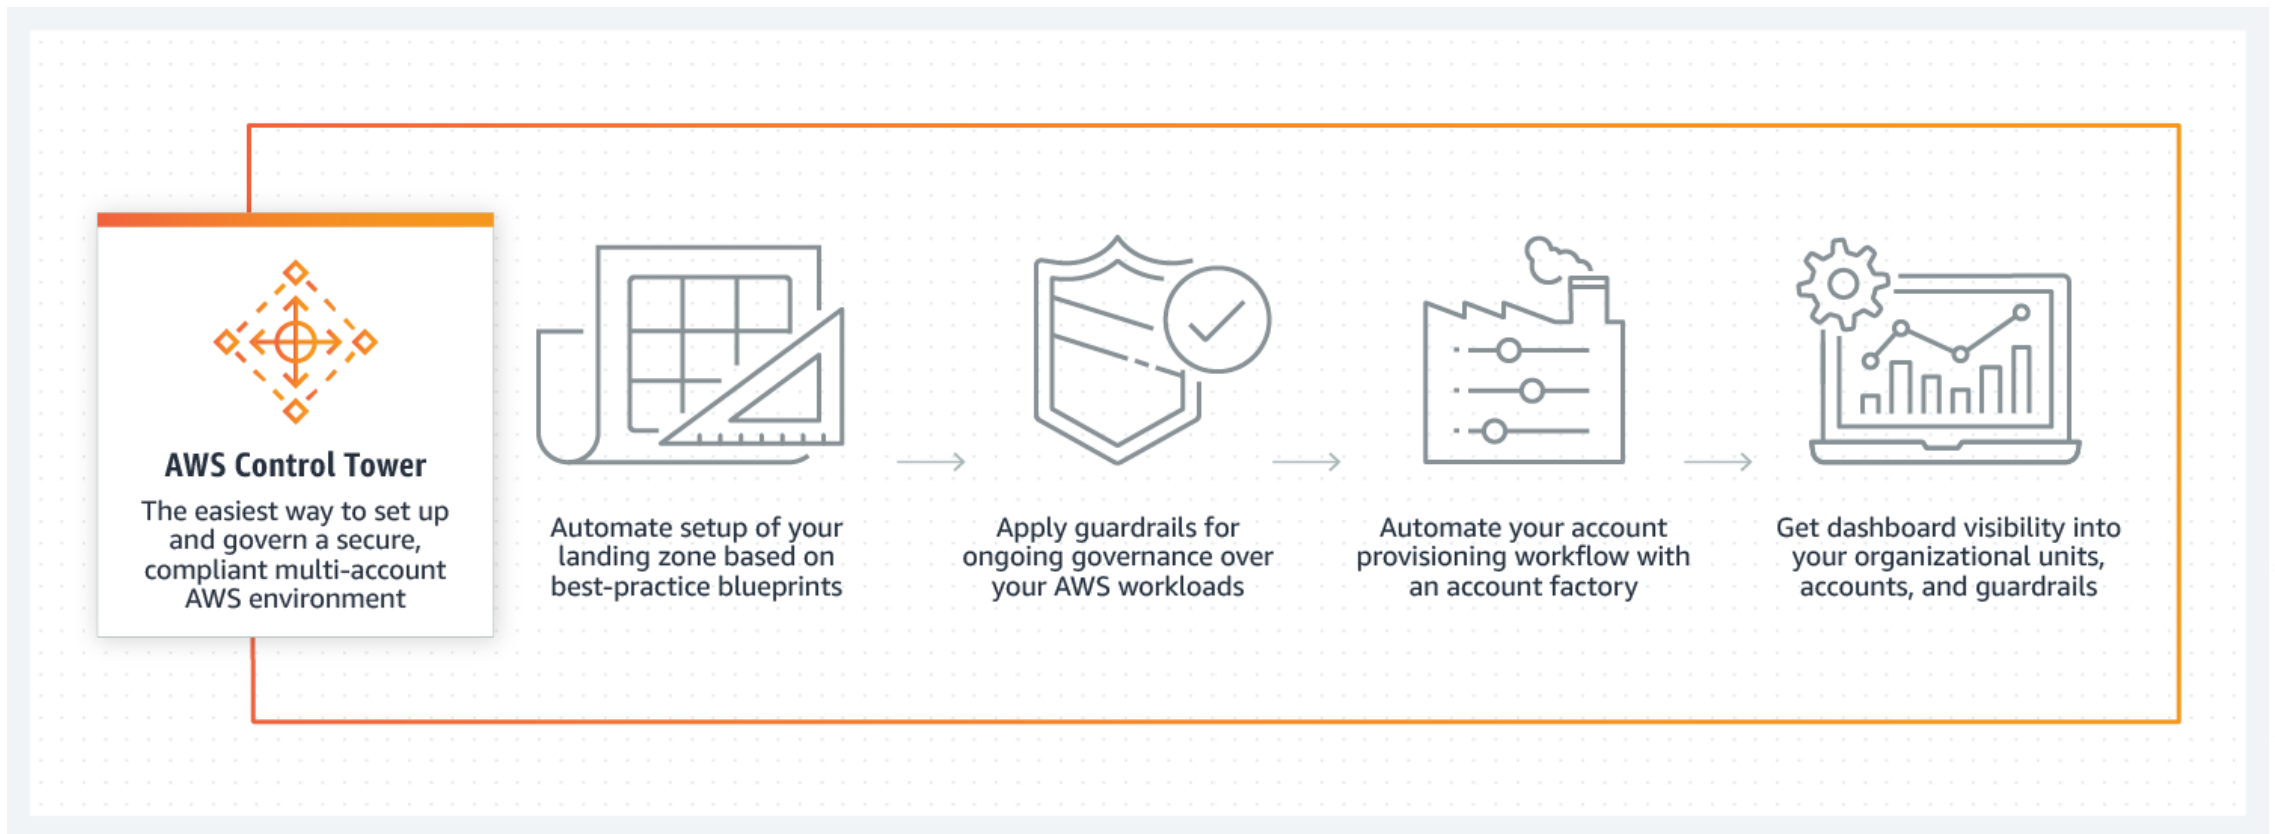 AWS Control Tower
The easiest way to set up
and govern a secure,
compliant multi-account
AWS environment
Automate setup of your
landing zone based on
best-practice blueprints
Apply guardrails for
ongoing governance over
your AWS workloads
Automate your account
provisioning workflow with
an account factory
Get dashboard visibility into
your organizational units,
accounts, and guardrails